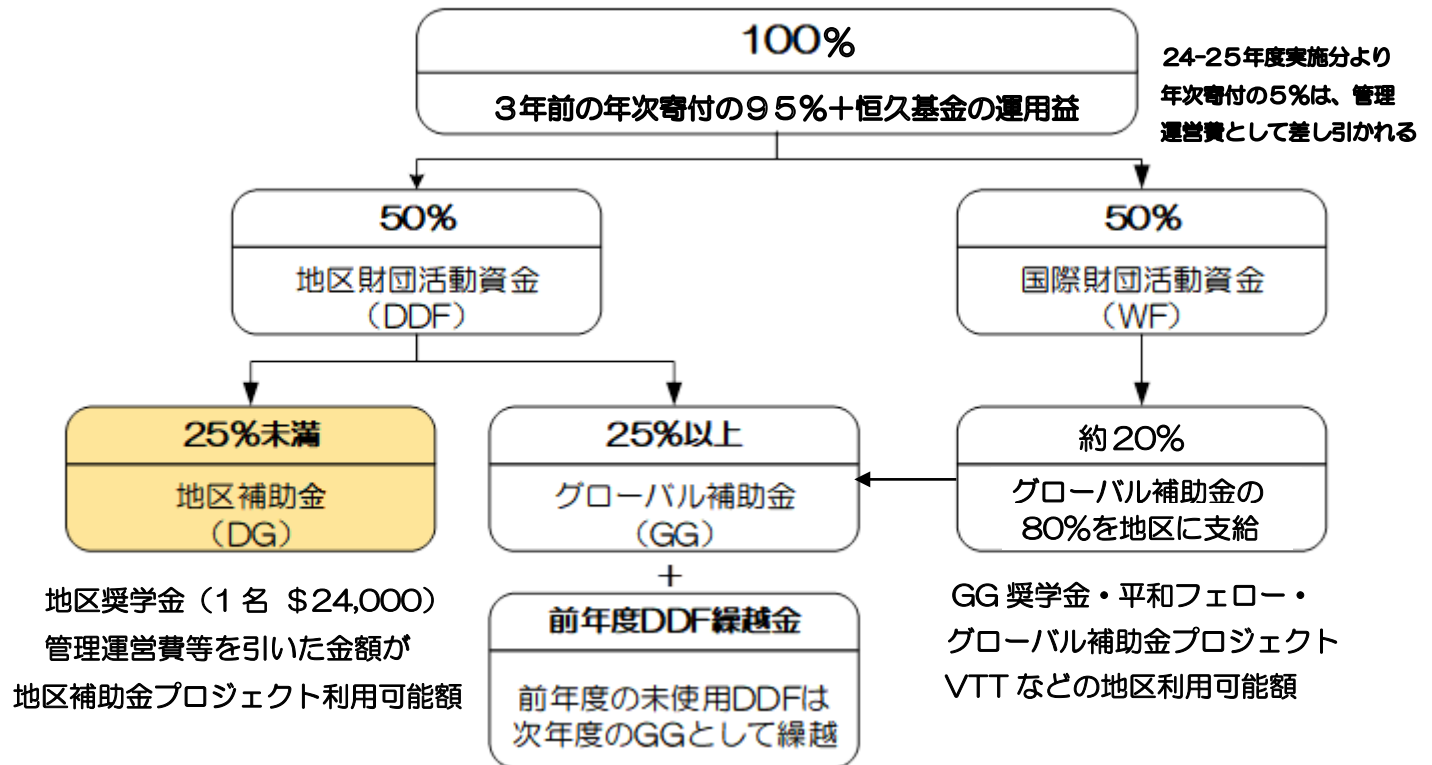 100%
3年前の年次寄付の95%+恒久基金の運用益
24-25年度実施分より
年次寄付の5%は、管理
運営費として差し引かれる
50%
地区財団活動資金
(DDF)
50%
国際財団活動資金
(WF)
25%未満
地区補助金
(DG)
25%以上
グローバル補助金
(GG)
約20%
グローバル補助金の
80%を地区に支給
地区奨学金(1名 $24,000)
管理運営費等を引いた金額が
地区補助金プロジェクト利用可能額
+
前年度DDF繰越金
前年度の未使用DDFは
次年度のGGとして繰越
GG奨学金・平和フェロー・
グローバル補助金プロジェクト
VTTなどの地区利用可能額